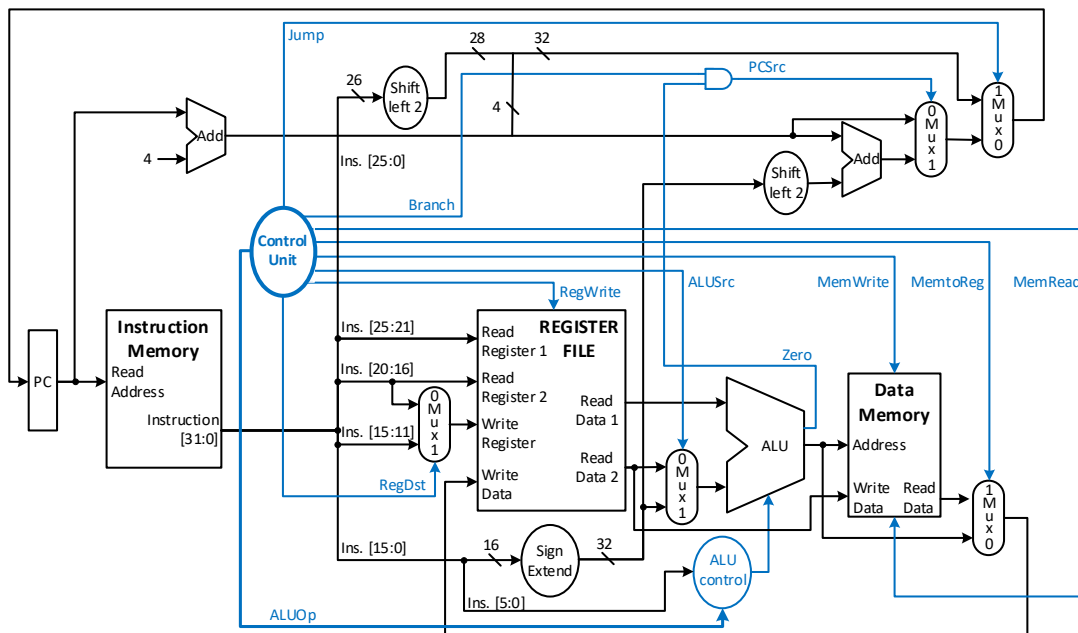 Jump
28
32
PCSrc
26
Shift
left 2
4
1
M
u
x
0
0
M
u
x
1
Add
4
Ins. [25:0]
Add
Shift
left 2
Branch
Control
Unit
RegWrite
ALUSrc
MemWrite
MemtoReg
MemRead
Instruction
Memory
Read
Address
Instruction
[31:0]
PC
Ins. [25:21]
Ins. [20:16]
Ins. [15:11]
0
M
u
x
1
RegDst
REGISTER
FILE
Read
Register 1
Read
Register 2
Write
Register
Write
Data
Read
Data 1
Read
Data 2
0
M
u
x
1
Zero
ALU
Data
Memory
Address
Write
Data
Read
Data
1
M
u
x
0
Ins. [15:0]
16
Sign
Extend
32
ALU
control
Ins. [5:0]
ALUOp